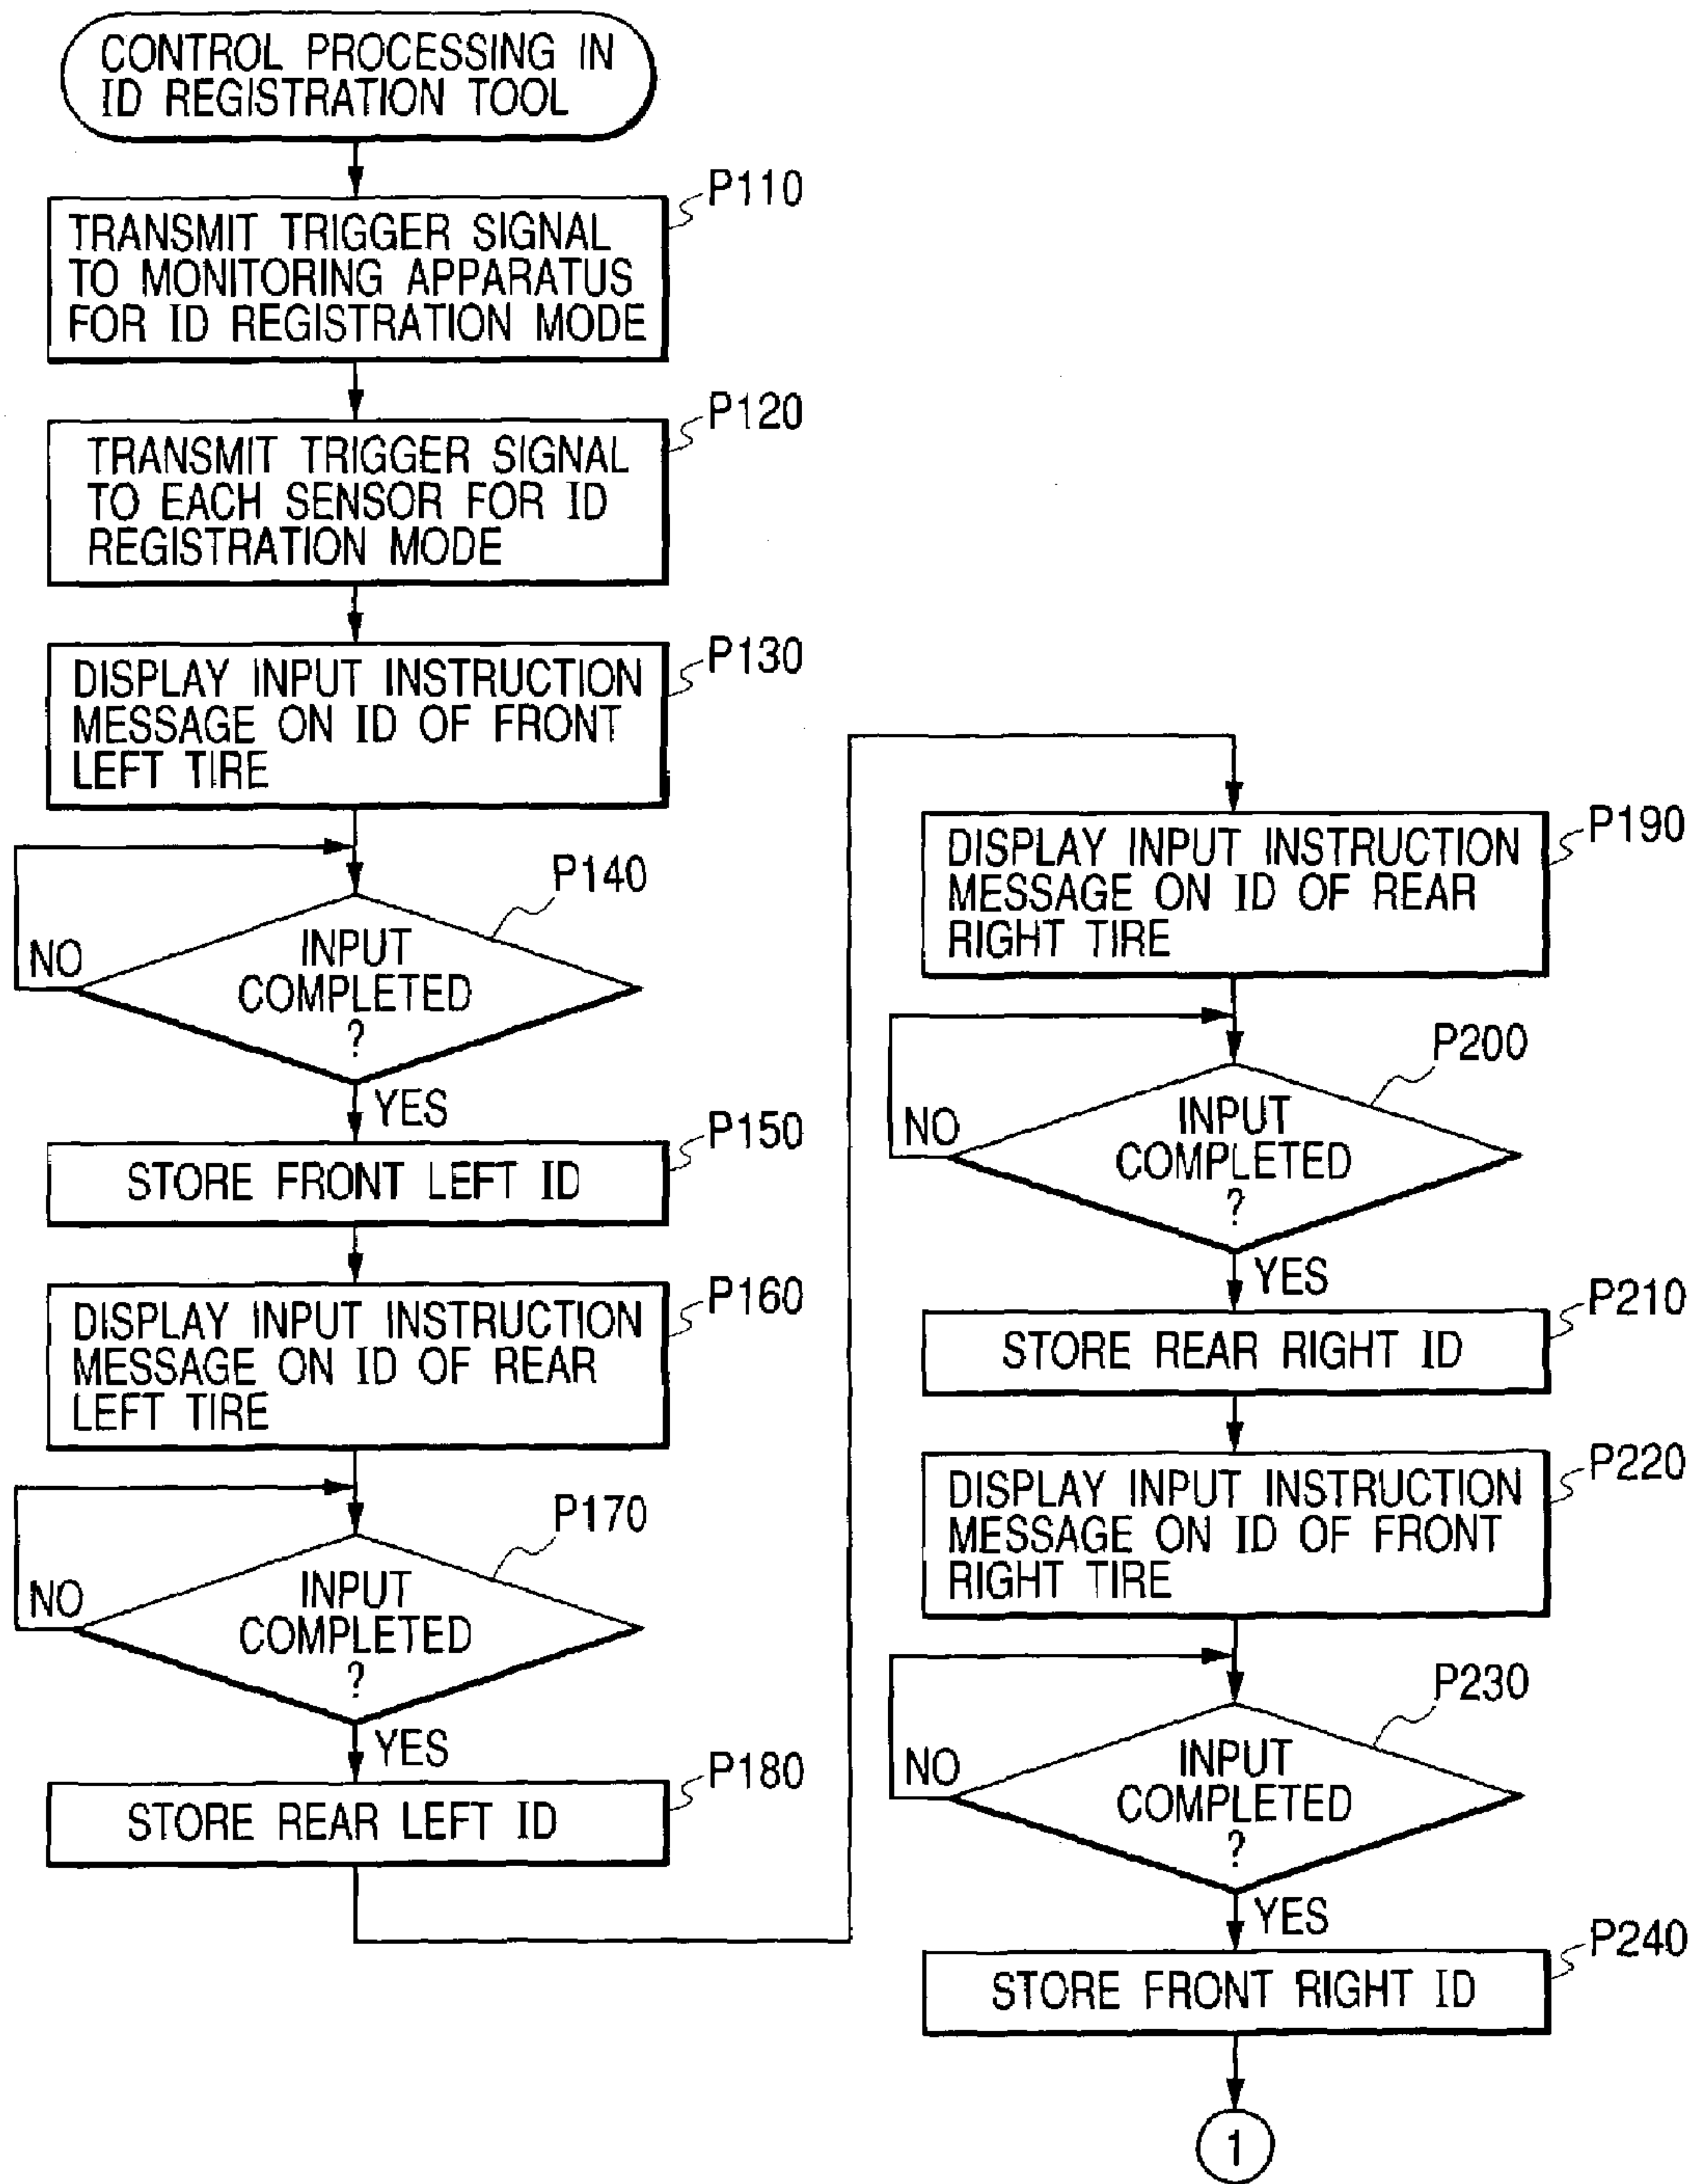 CONTROL PROCESSING IN
ID REGISTRATION TOOL
P110
TRANSMIT TRIGGER SIGNAL
TO MONITORING APPARATUS
FOR ID REGISTRATION MODE
P120
TRANSMIT TRIGGER SIGNAL
TO EACH SENSOR FOR ID
REGISTRATION MODE
P130
DISPLAY INPUT INSTRUCTION
MESSAGE ON ID OF FRONT
LEFT TIRE
P140
INPUT
COMPLETED
?
NO
YES
P150
STORE FRONT LEFT ID
P160
DISPLAY INPUT INSTRUCTION
MESSAGE ON ID OF REAR
LEFT TIRE
P170
INPUT
COMPLETED
?
NO
YES
P180
STORE REAR LEFT ID
P190
DISPLAY INPUT INSTRUCTION
MESSAGE ON ID OF REAR
RIGHT TIRE
P200
INPUT
COMPLETED
?
NO
YES
P210
STORE REAR RIGHT ID
P220
DISPLAY INPUT INSTRUCTION
MESSAGE ON ID OF FRONT
RIGHT TIRE
P230
INPUT
COMPLETED
?
NO
YES
P240
STORE FRONT RIGHT ID
1